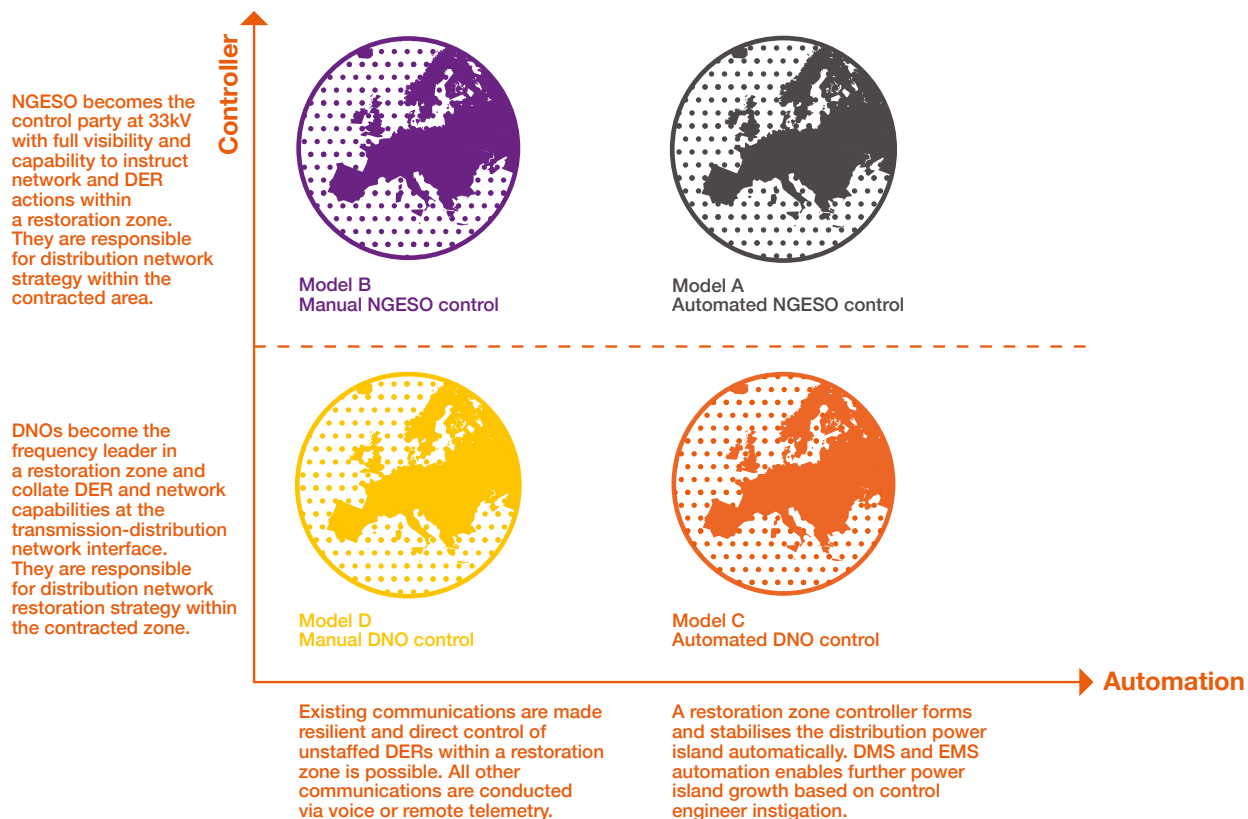 Controller
NGESO becomes the
control party at 33kV
with full visibility and
capability to instruct
network and DER
actions within
a restoration zone.
They are responsible
for distribution network
strategy within the
contracted area.
Model B
Manual NGESO control
Model A
Automated NGESO control
DNOs become the
frequency leader in
a restoration zone and
collate DER and network
capabilities at the
transmission-distribution
network interface.
They are responsible
for distribution network
restoration strategy within
the contracted zone.
Model D
Manual DNO control
Model C
Automated DNO control
Automation
Existing communications are made
resilient and direct control of
unstaffed DERs within a restoration
zone is possible. All other
communications are conducted
via voice or remote telemetry.
A restoration zone controller forms
and stabilises the distribution power
island automatically. DMS and EMS
automation enables further power
island growth based on control
engineer instigation.